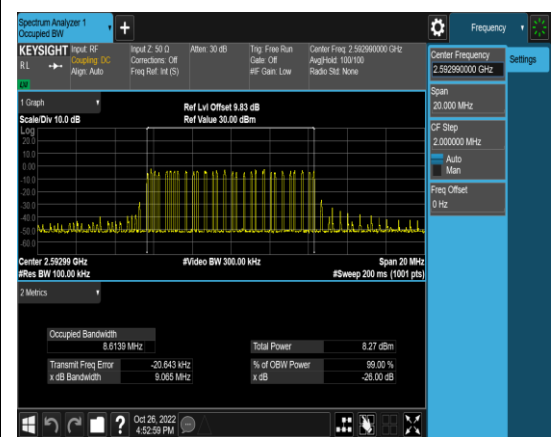 Spectrum Analyzer 1
Occupied BW
+
Frequency
KEYSIGHT
RL
Input: RF
Coupling: DC
Align: Auto
Input Z: 50 Ω
Corrections: Off
Freq Ref: Int (S)
Atten: 30 dB
Trig: Free Run
Gate: Off
#IF Gain: Low
Center Freq: 2.592990000 GHz
Avg|Hold: 100/100
Radio Std: None
1 Graph
Scale/Div 10.0 dB
Ref Lvl Offset 9.83 dB
Ref Value 30.00 dBm
Log
20.0
10.0
0.00
-10.0
-20.0
-30.0
-40.0
-50.0
-60.0
Center 2.59299 GHz
#Res BW 100.00 kHz
#Video BW 300.00 kHz
Span 20 MHz
#Sweep 200 ms (1001 pts)
2 Metrics
Occupied Bandwidth
8.6139 MHz
Total Power
8.27 dBm
Transmit Freq Error
-20.643 kHz
% of OBW Power
99.00 %
x dB Bandwidth
9.065 MHz
x dB
-26.00 dB
Center Frequency
2.592990000 GHz
Settings
Span
20.000 MHz
CF Step
2.000000 MHz
Auto
Man
Freq Offset
0 Hz
?
Oct 26, 2022
4:52:59 PM